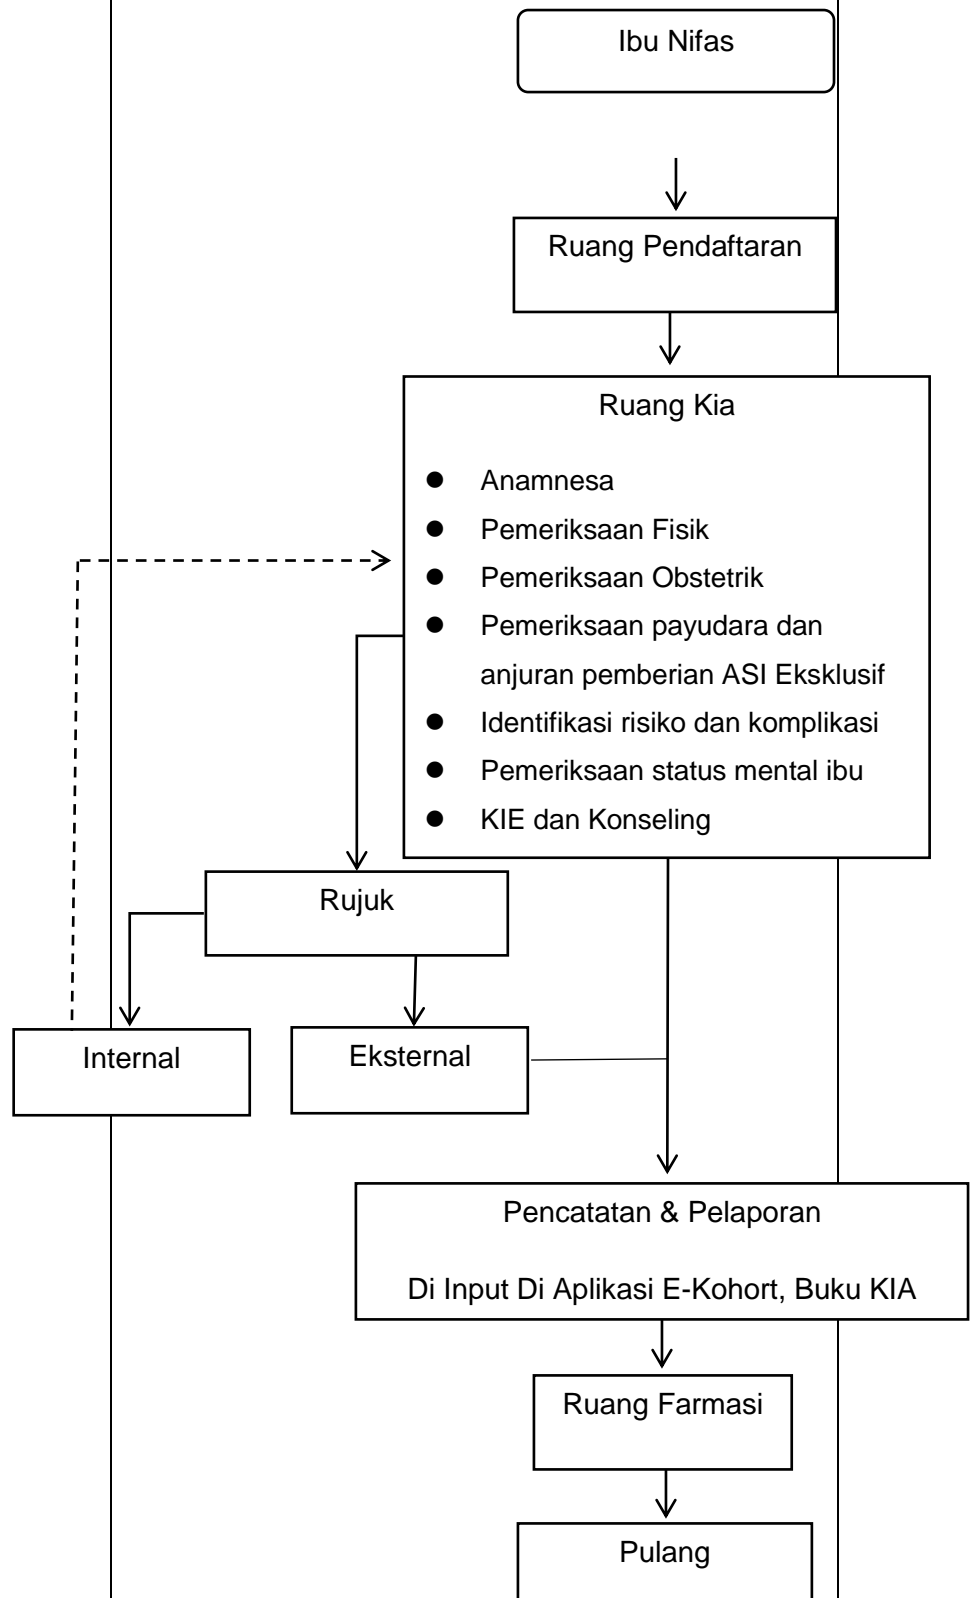 Ibu Nifas
Ruang Pendaftaran
Ruang Kia
● Anamnesa
● Pemeriksaan Fisik
● Pemeriksaan Obstetrik
● Pemeriksaan payudara dan
anjuran pemberian ASI Eksklusif
● Identifikasi risiko dan komplikasi
● Pemeriksaan status mental ibu
● KIE dan Konseling
Rujuk
Internal
Eksternal
Pencatatan & Pelaporan
Di Input Di Aplikasi E-Kohort, Buku KIA
Ruang Farmasi
Pulang